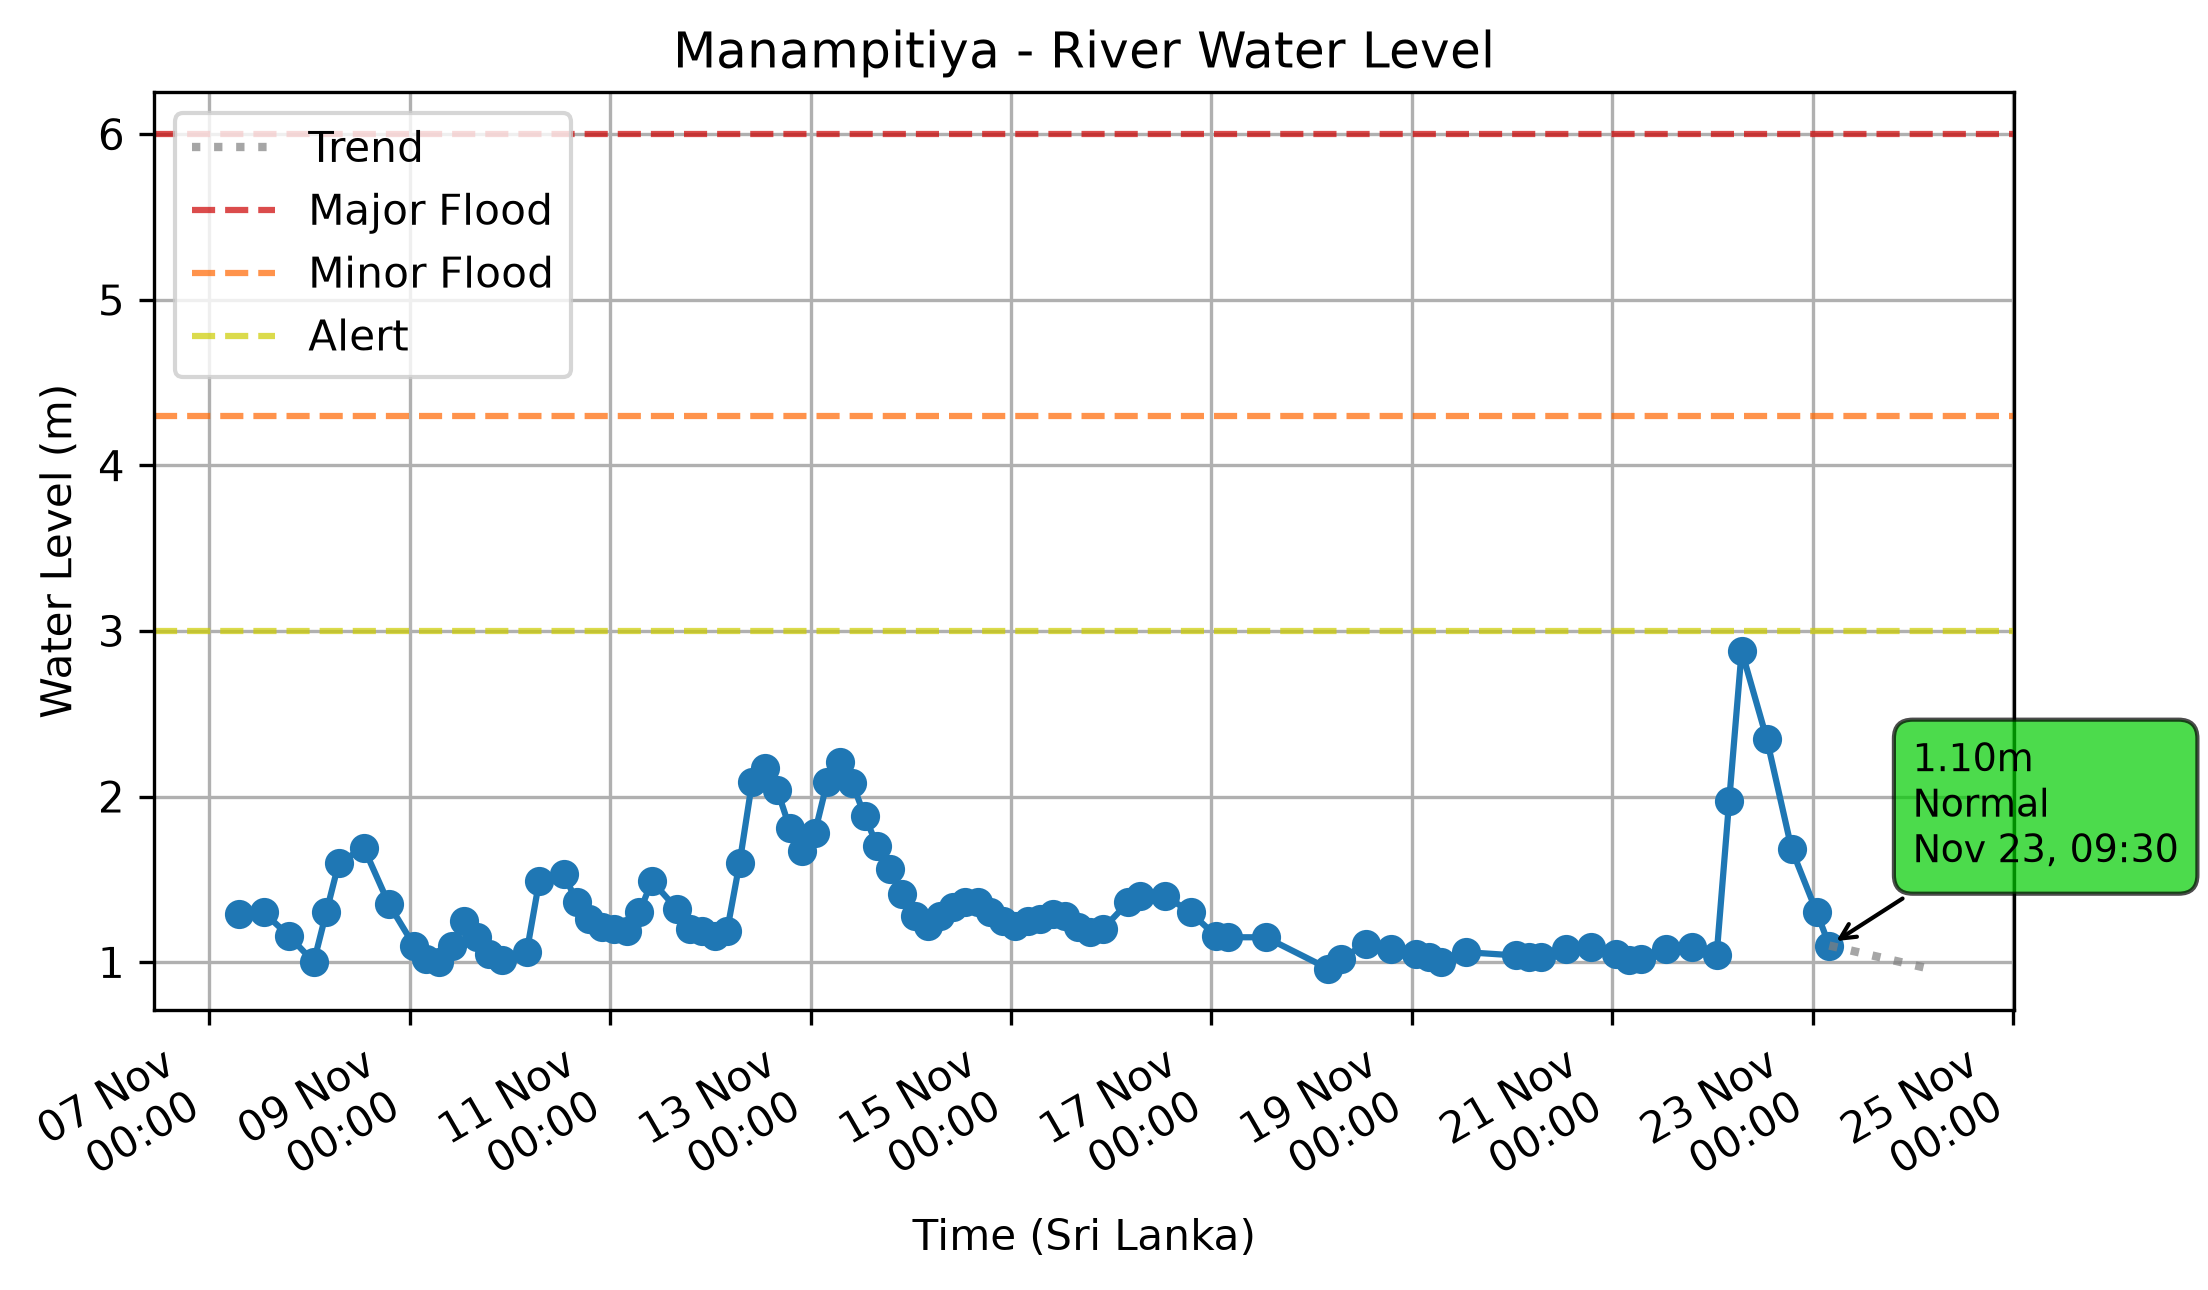 Manampitiya - River Water Level
Trend
Major Flood
Minor Flood
Alert
6
5
4
3
2
1
Water Level (m)
1.10m
Normal
Nov 23, 09:30
07 Nov
00:00
09 Nov
00:00
11 Nov
00:00
13 Nov
00:00
15 Nov
00:00
17 Nov
00:00
19 Nov
00:00
21 Nov
00:00
23 Nov
00:00
25 Nov
00:00
Time (Sri Lanka)